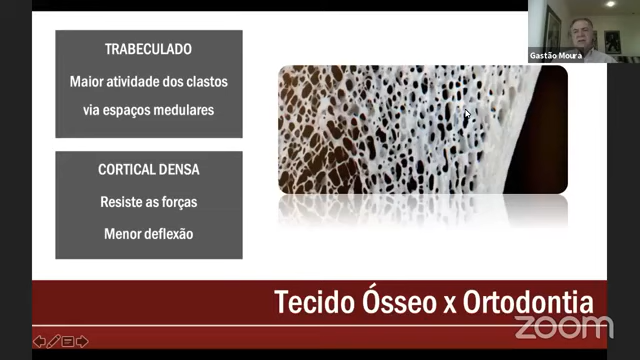 TRABECULADO
Maior atividade dos clastos
via espaços medulares
CORTICAL DENSA
Resiste as forças
Menor deflexão
Gastão Moura
Tecido Ósseo x Ortodontia
zoom